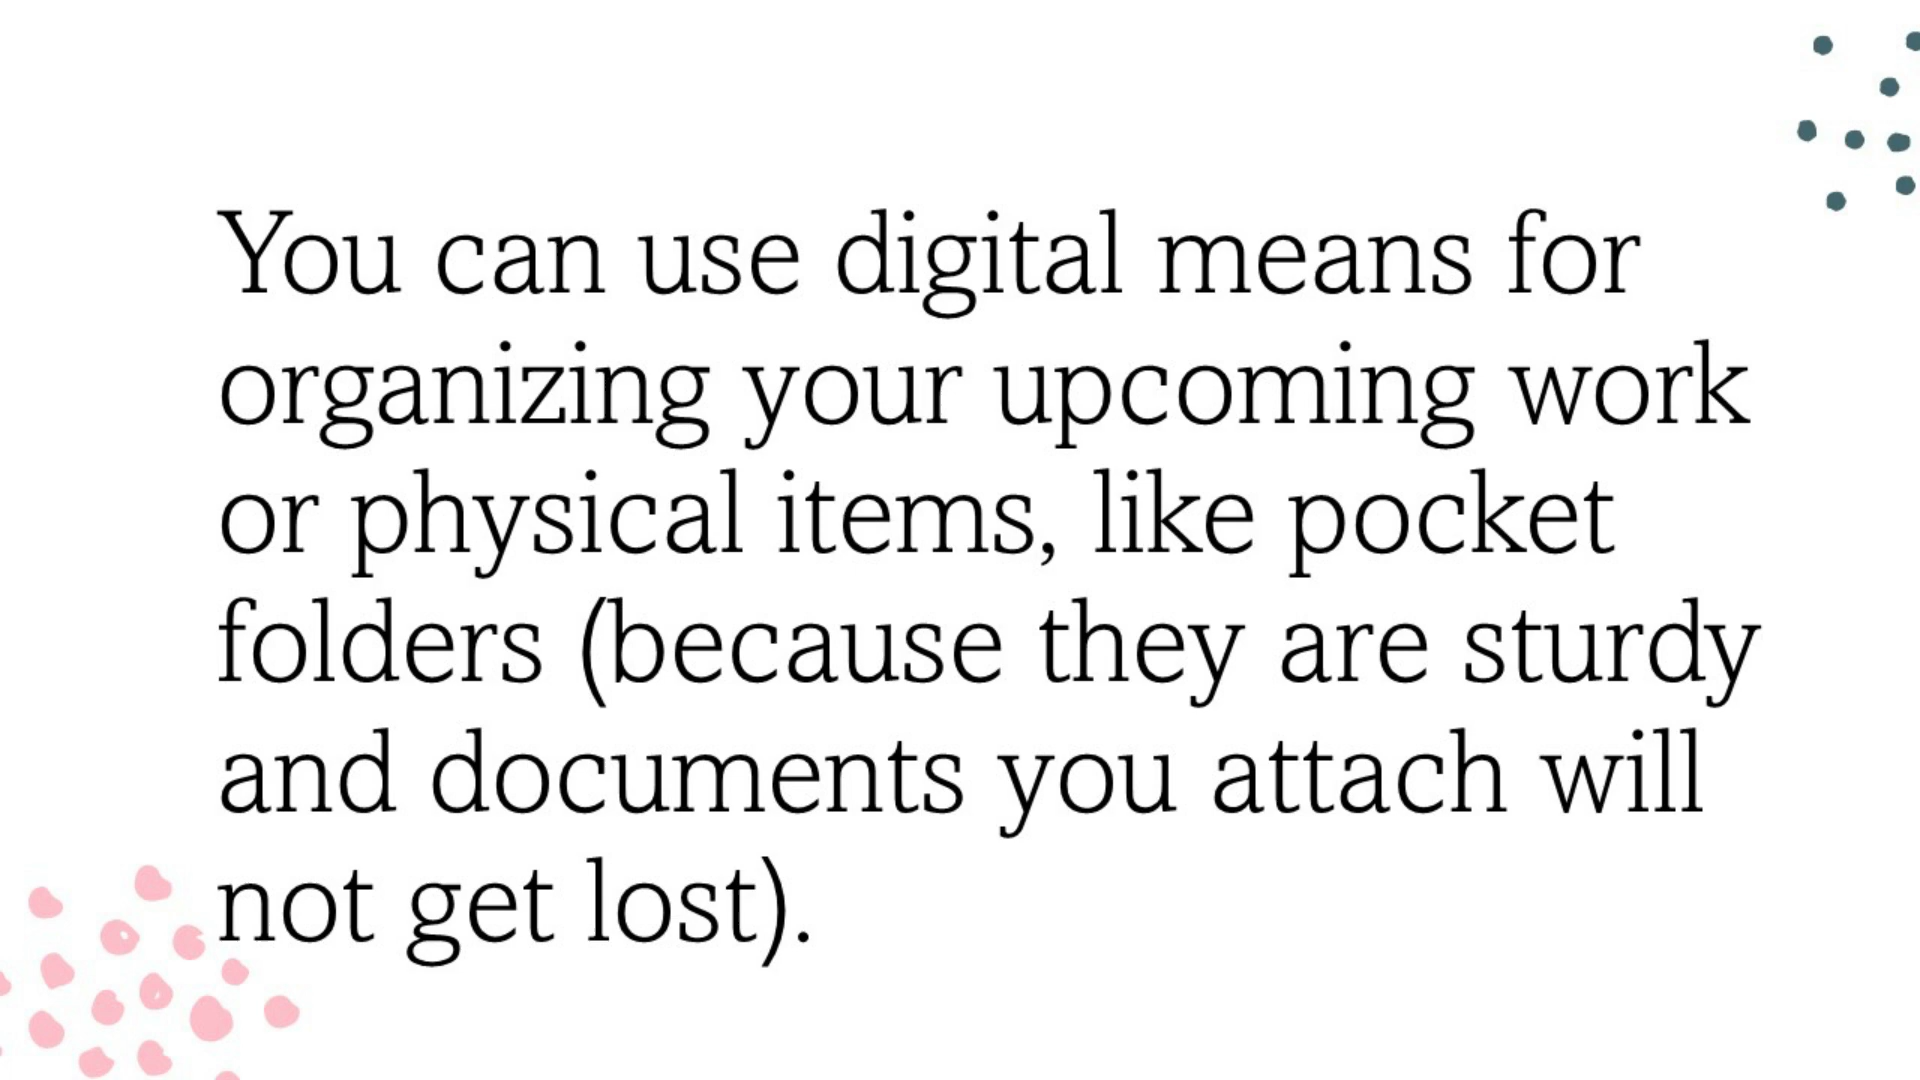 You can use digital means for
organizing your upcoming work
or physical items, like pocket
folders (because they are sturdy
and documents you attach will
not get lost).